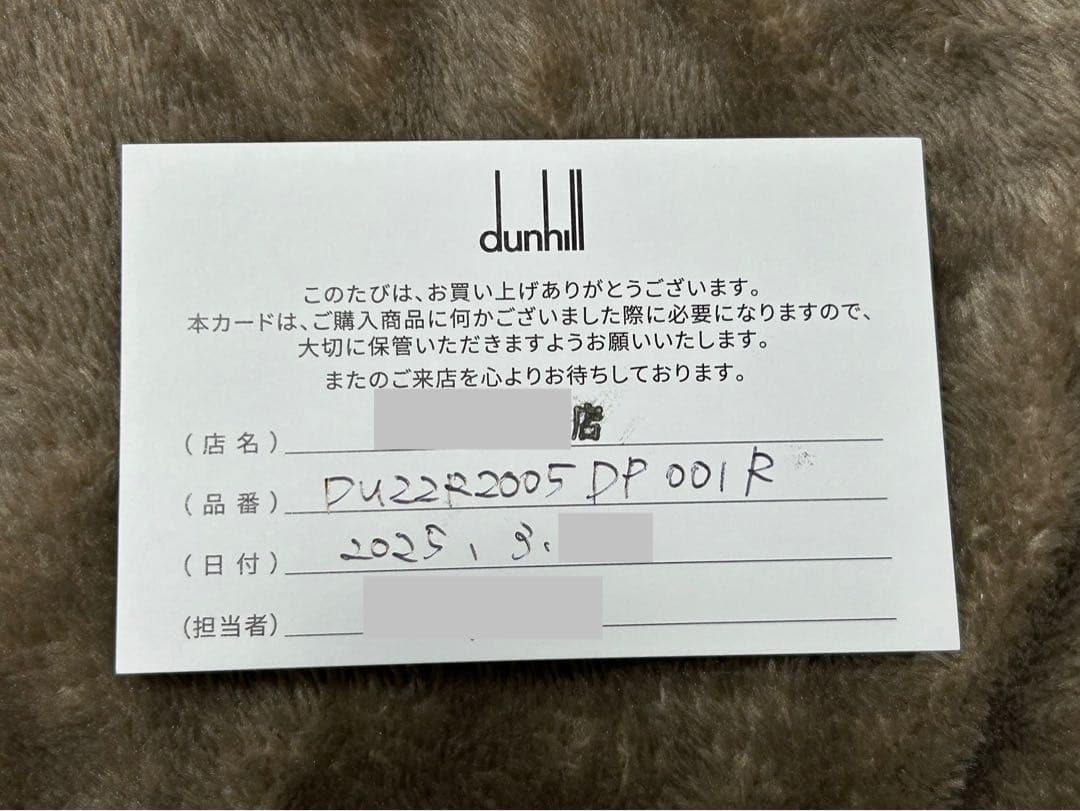 dunhill
このたびは、お買い上げありがとうございます。
本カードは、ご購入商品に何かございました際に必要になりますので、
大切に保管いただきますようお願いいたします。
またのご来店を心よりお待ちしております。
(店名) 店
(品番) DU22R2005DP 001R
(日付) 2025. 3.
(担当者)